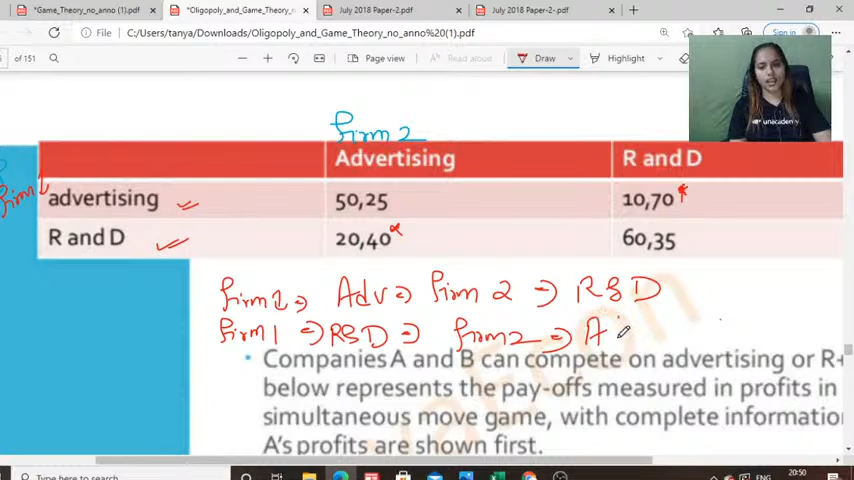 *Game_Theory_no_anno (1).pdf
*Oligopoly_and_Game_Theory_n
July 2018 Paper-2.pdf
July 2018 Paper-2-.pdf
File
C:/Users/tanya/Downloads/Oligopoly_and_Game_Theory_no_anno%20(1).pdf
Sign in
of 151
Page view
Read aloud
Draw
Highlight
unacademy
firm 2
Advertising R and D
firm 1
advertising 50,25 10,70*
R and D 20,40* 60,35
firm 1 => Adv => firm 2 => R&D
firm 1 => R&D => firm 2 => A
Companies A and B can compete on advertising or R+
below represents the pay-offs measured in profits in
simultaneous move game, with complete information
A's profits are shown first.
Type here to search
ENG
20:50